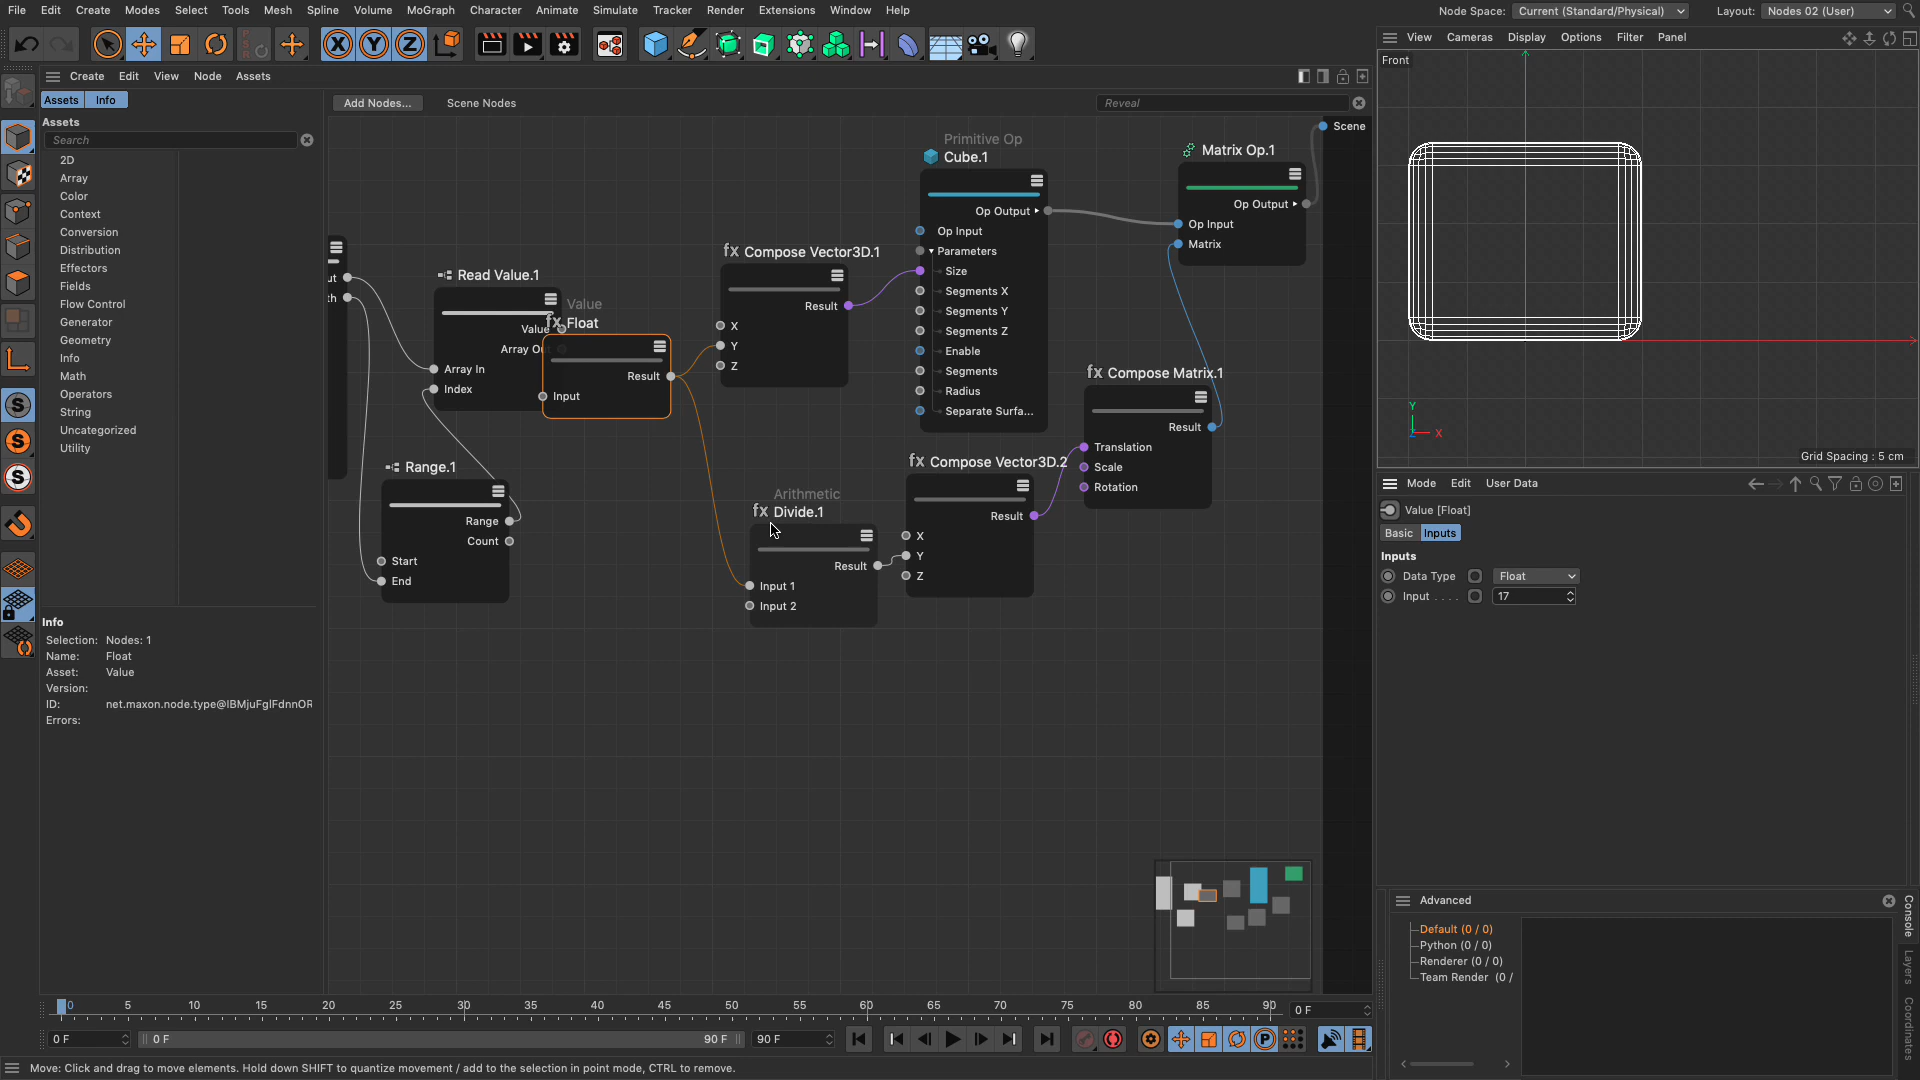 File Edit Create Modes Select Tools Mesh Spline Volume MoGraph Character Animate Simulate Tracker Render Extensions Window Help
Node Space: Current (Standard/Physical) Layout: Nodes 02 (User)
PSR X Y Z
Create Edit View Node Assets
View Cameras Display Options Filter Panel
Assets Info
Add Nodes... Scene Nodes Reveal
Assets
Search
2D
Array
Color
Context
Conversion
Distribution
Effectors
Fields
Flow Control
Generator
Geometry
Info
Math
Operators
String
Uncategorized
Utility
Info
Selection: Nodes: 1
Name: Float
Asset: Value
Version:
ID: net.maxon.node.type@IBMjuFgIFdnnOR
Errors:
ut
th
Read Value.1
Value
Array Ou
Array In
Index
Value
fx Float
Result
Input
Range.1
Range
Count
Start
End
fx Compose Vector3D.1
Result
X
Y
Z
Primitive Op
Cube.1
Op Output
Op Input
Parameters
Size
Segments X
Segments Y
Segments Z
Enable
Segments
Radius
Separate Surfa...
Scene
Matrix Op.1
Op Output
Op Input
Matrix
fx Compose Matrix.1
Result
Translation
Scale
Rotation
Arithmetic
fx Divide.1
Result
Input 1
Input 2
fx Compose Vector3D.2
Result
X
Y
Z
Front
Y
Z
X
Grid Spacing : 5 cm
Mode Edit User Data
Value [Float]
Basic Inputs
Inputs
Data Type Float
Input . . . . 17
Advanced
Default (0 / 0)
Python (0 / 0)
Renderer (0 / 0)
Team Render (0 /
Console
Layers
Coordinates
0 5 10 15 20 25 30 35 40 45 50 55 60 65 70 75 80 85 90 0 F
0 F 0 F 90 F 90 F
P
Move: Click and drag to move elements. Hold down SHIFT to quantize movement / add to the selection in point mode, CTRL to remove.